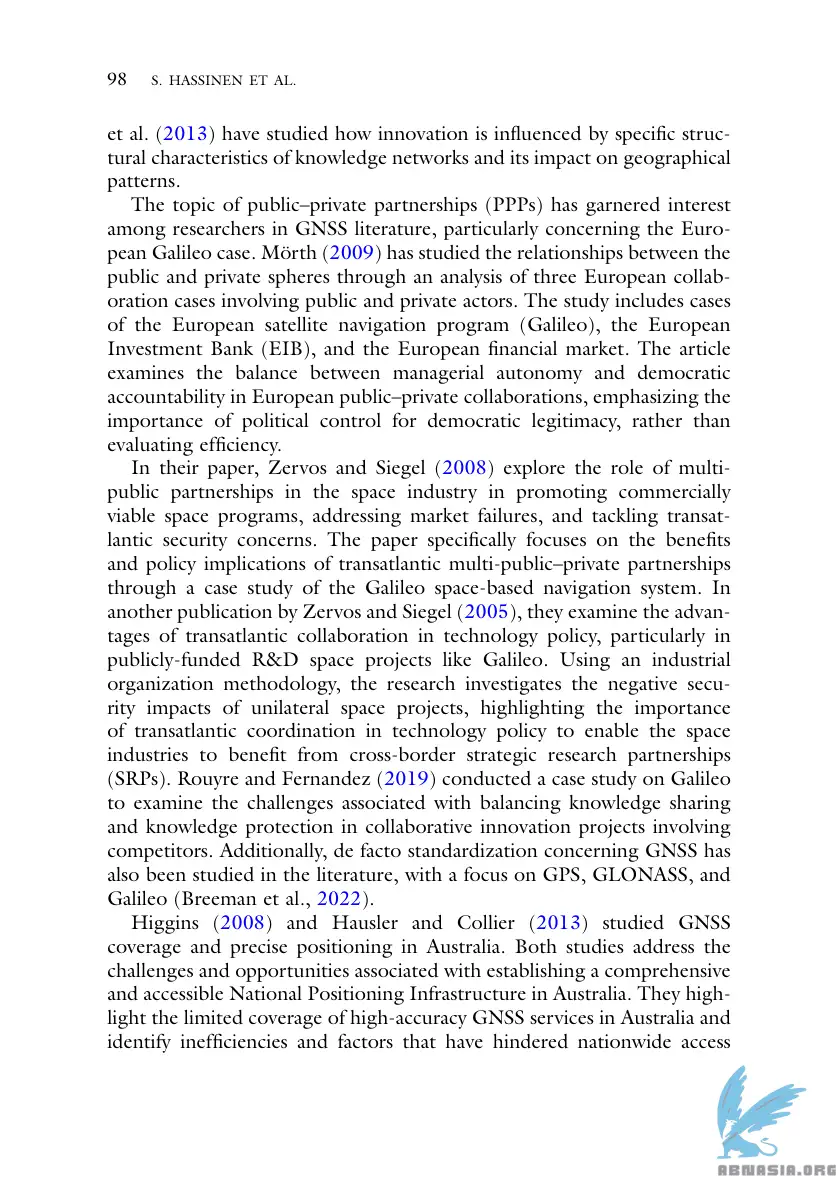 98 S. HASSINEN ET AL.
et al. (2013) have studied how innovation is influenced by specific struc-
tural characteristics of knowledge networks and its impact on geographical
patterns.
The topic of public–private partnerships (PPPs) has garnered interest
among researchers in GNSS literature, particularly concerning the Euro-
pean Galileo case. Mörth (2009) has studied the relationships between the
public and private spheres through an analysis of three European collab-
oration cases involving public and private actors. The study includes cases
of the European satellite navigation program (Galileo), the European
Investment Bank (EIB), and the European financial market. The article
examines the balance between managerial autonomy and democratic
accountability in European public–private collaborations, emphasizing the
importance of political control for democratic legitimacy, rather than
evaluating efficiency.
In their paper, Zervos and Siegel (2008) explore the role of multi-
public partnerships in the space industry in promoting commercially
viable space programs, addressing market failures, and tackling transat-
lantic security concerns. The paper specifically focuses on the benefits
and policy implications of transatlantic multi-public–private partnerships
through a case study of the Galileo space-based navigation system. In
another publication by Zervos and Siegel (2005), they examine the advan-
tages of transatlantic collaboration in technology policy, particularly in
publicly-funded R&D space projects like Galileo. Using an industrial
organization methodology, the research investigates the negative secu-
rity impacts of unilateral space projects, highlighting the importance
of transatlantic coordination in technology policy to enable the space
industries to benefit from cross-border strategic research partnerships
(SRPs). Rouyre and Fernandez (2019) conducted a case study on Galileo
to examine the challenges associated with balancing knowledge sharing
and knowledge protection in collaborative innovation projects involving
competitors. Additionally, de facto standardization concerning GNSS has
also been studied in the literature, with a focus on GPS, GLONASS, and
Galileo (Breeman et al., 2022).
Higgins (2008) and Hausler and Collier (2013) studied GNSS
coverage and precise positioning in Australia. Both studies address the
challenges and opportunities associated with establishing a comprehensive
and accessible National Positioning Infrastructure in Australia. They high-
light the limited coverage of high-accuracy GNSS services in Australia and
identify inefficiencies and factors that have hindered nationwide access
ABNASIA.ORG